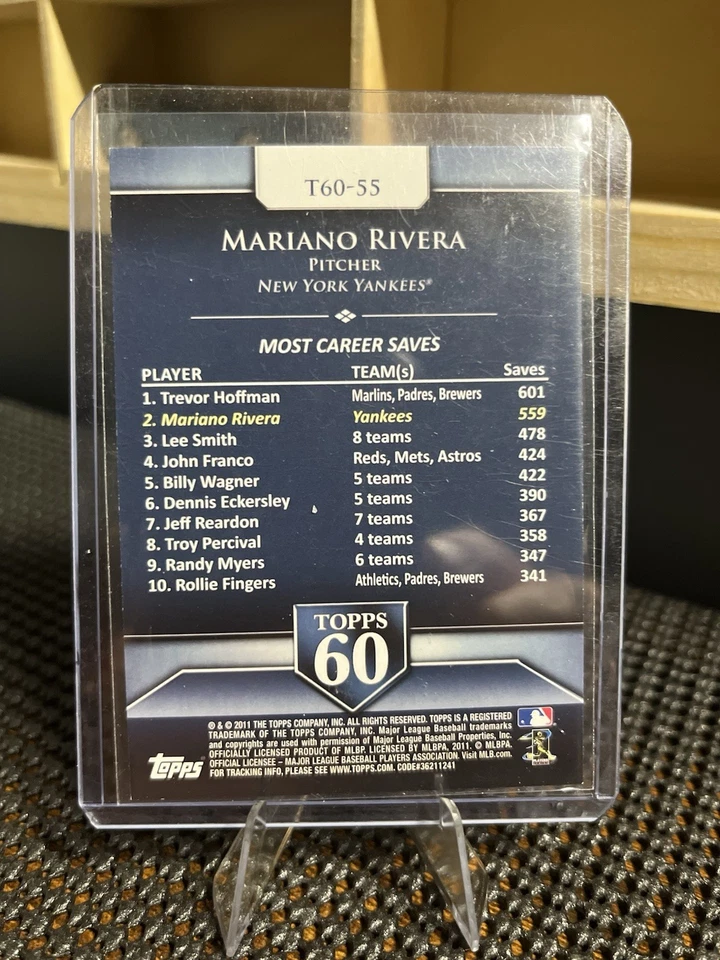 T60-55
MARIANO RIVERA
PITCHER
NEW YORK YANKEES®
MOST CAREER SAVES
PLAYER TEAM(s) Saves
1. Trevor Hoffman Marlins, Padres, Brewers 601
2. Mariano Rivera Yankees 559
3. Lee Smith 8 teams 478
4. John Franco Reds, Mets, Astros 424
5. Billy Wagner 5 teams 422
6. Dennis Eckersley 5 teams 390
7. Jeff Reardon 7 teams 367
8. Troy Percival 4 teams 358
9. Randy Myers 6 teams 347
10. Rollie Fingers Athletics, Padres, Brewers 341
TOPPS
60
® & © 2011 THE TOPPS COMPANY, INC. ALL RIGHTS RESERVED. TOPPS IS A REGISTERED
TRADEMARK OF THE TOPPS COMPANY, INC. Major League Baseball trademarks
and copyrights are used with permission of Major League Baseball Properties, Inc.
OFFICIALLY LICENSED PRODUCT OF MLBP. LICENSED BY MLBPA, 2011. © MLBPA.
OFFICIAL LICENSEE – MAJOR LEAGUE BASEBALL PLAYERS ASSOCIATION. Visit MLB.com.
FOR TRACKING INFO, PLEASE SEE WWW.TOPPS.COM. CODE#36211241
Topps